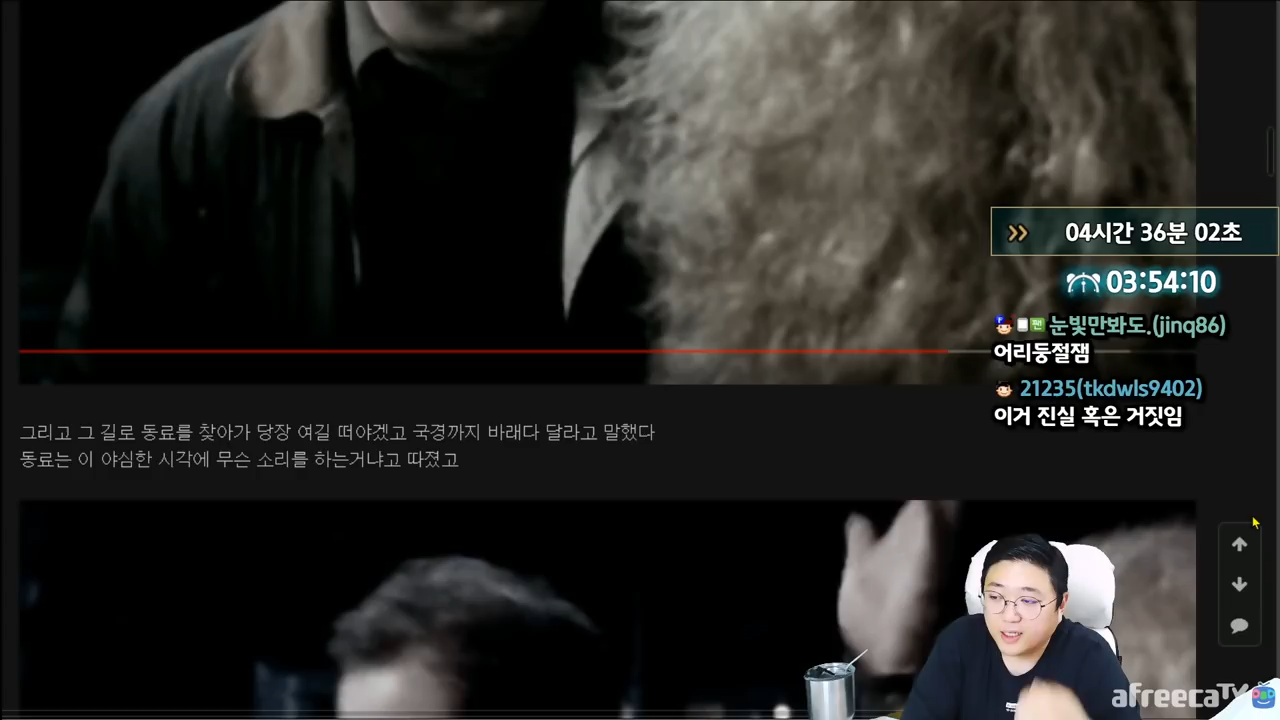 04시간 36분 02초
03:54:10
팬 눈빛만봐도.(jinq86)
어리둥절잼
21235(tkdwls9402)
이거 진실 혹은 거짓임
그리고 그 길로 동료를 찾아가 당장 여길 떠야겠고 국경까지 바래다 달라고 말했다
동료는 이 야심한 시각에 무슨 소리를 하는거냐고 따졌고
afreecaTV